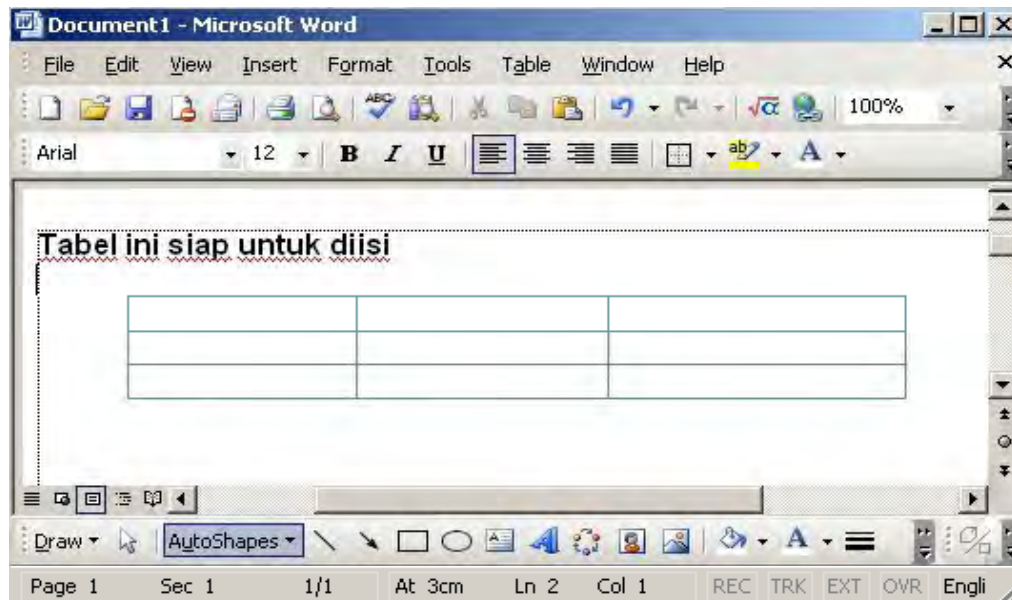 Document1 - Microsoft Word
File Edit View Insert Format Tools Table Window Help
ABC √α 100%
Arial 12 B I U ab A
Tabel ini siap untuk diisi
Draw AutoShapes A A
Page 1 Sec 1 1/1 At 3cm Ln 2 Col 1 REC TRK EXT OVR Engli